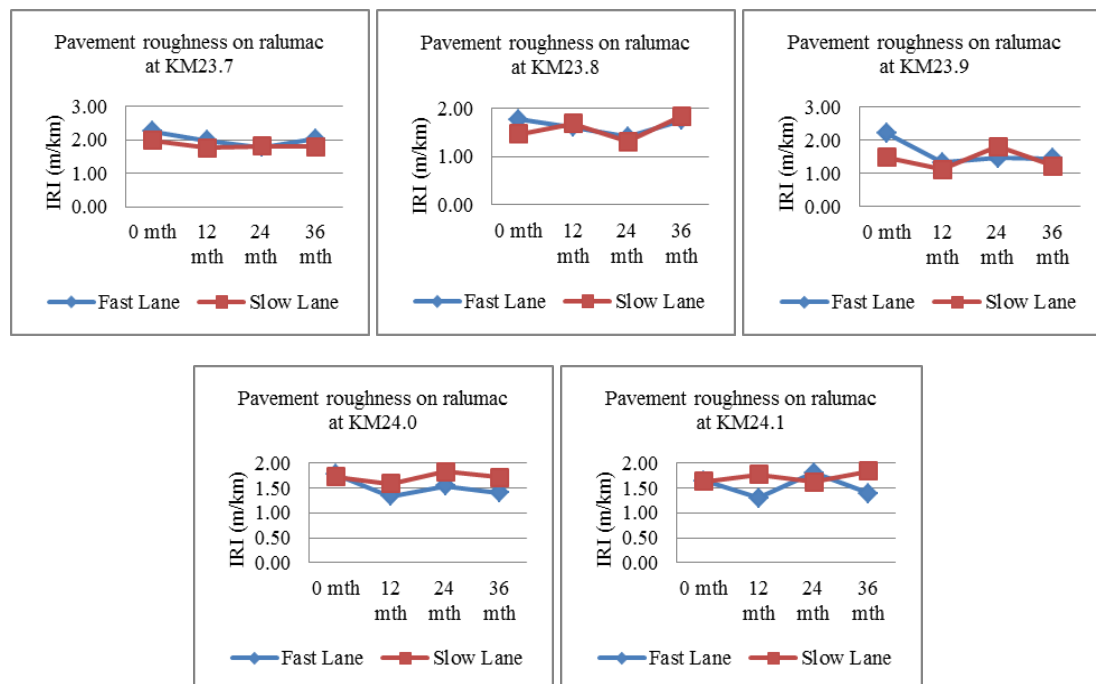 Pavement roughness on ralumac
at KM23.7
IRI (m/km)
3.00
2.00
1.00
0.00
0 mth
12
mth
24
mth
36
mth
Fast Lane
Slow Lane
Pavement roughness on ralumac
at KM23.8
IRI (m/km)
2.00
1.00
0.00
0 mth
12
mth
24
mth
36
mth
Fast Lane
Slow Lane
Pavement roughness on ralumac
at KM23.9
IRI (m/km)
3.00
2.00
1.00
0.00
0 mth
12
mth
24
mth
36
mth
Fast Lane
Slow Lane
Pavement roughness on ralumac
at KM24.0
IRI (m/km)
2.00
1.50
1.00
0.50
0.00
0 mth
12
mth
24
mth
36
mth
Fast Lane
Slow Lane
Pavement roughness on ralumac
at KM24.1
IRI (m/km)
2.00
1.50
1.00
0.50
0.00
0 mth
12
mth
24
mth
36
mth
Fast Lane
Slow Lane